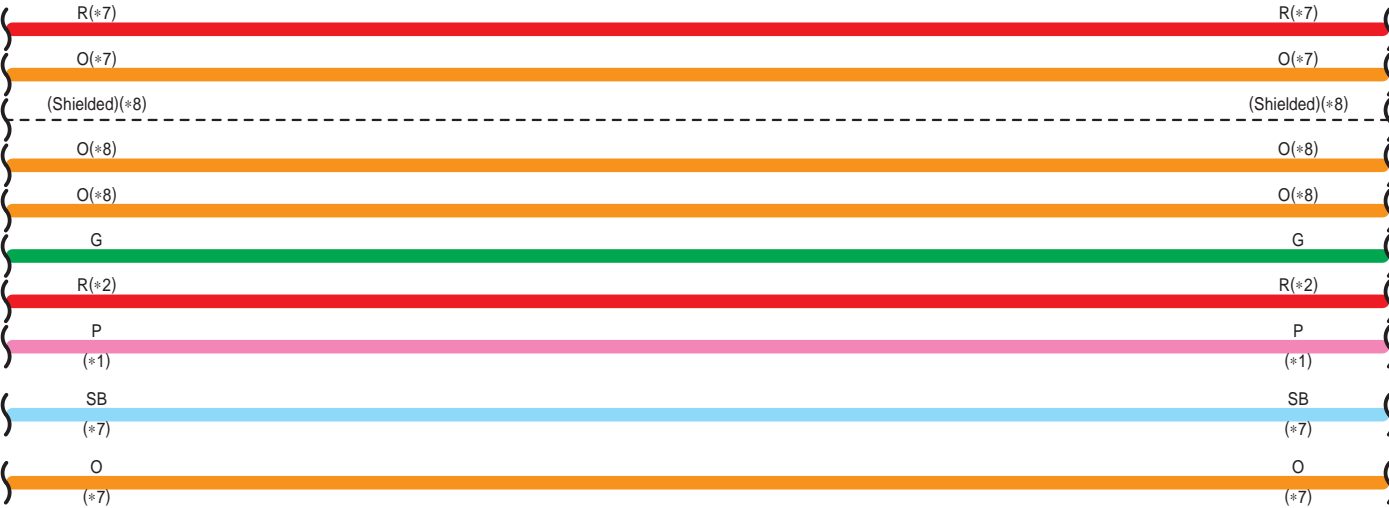 R(*7) R(*7)
O(*7) O(*7)
(Shielded)(*8) (Shielded)(*8)
O(*8) O(*8)
O(*8) O(*8)
G G
R(*2) R(*2)
P P
(*1) (*1)
SB SB
(*7) (*7)
O O
(*7) (*7)